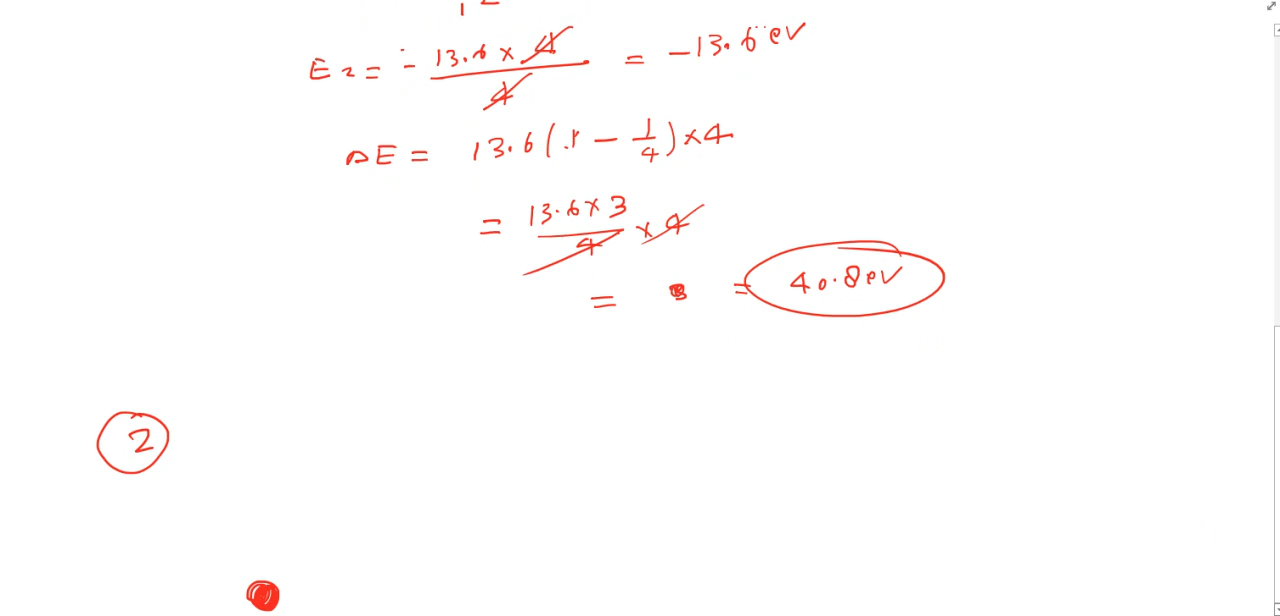 E2 = - 13.6 × 4 / 4 = -13.6 eV
ΔE = 13.6 (1 - 1/4) × 4
= 13.6 × 3 / 4 × 4
= = 40.8 eV
2